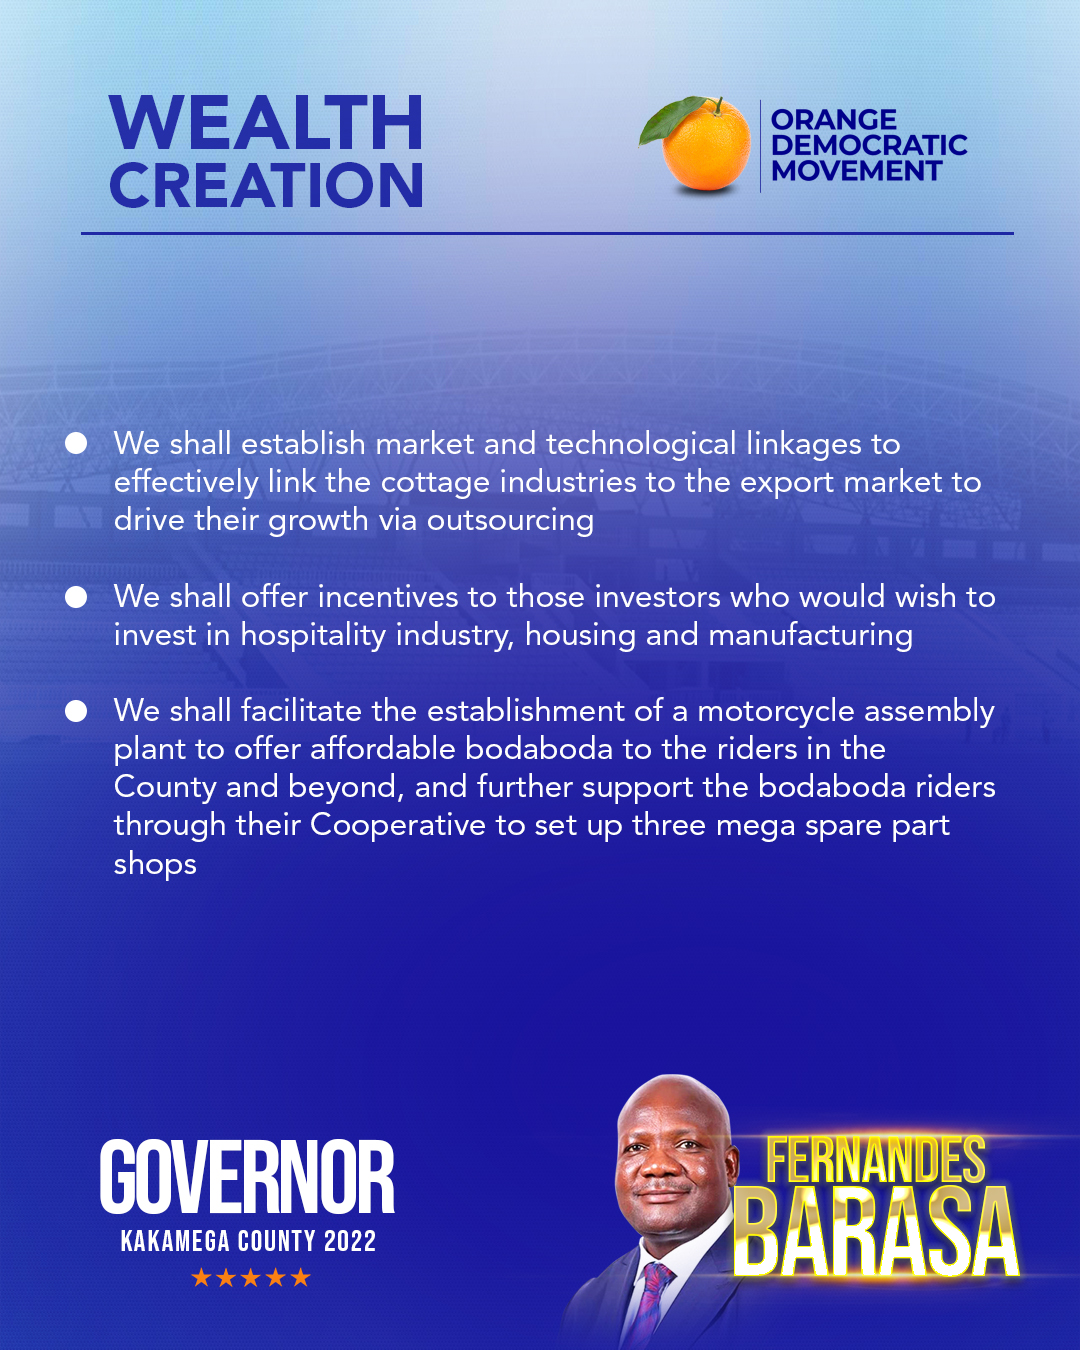 WEALTH
CREATION
ORANGE
DEMOCRATIC
MOVEMENT
We shall establish market and technological linkages to
effectively link the cottage industries to the export market to
drive their growth via outsourcing
We shall offer incentives to those investors who would wish to
invest in hospitality industry, housing and manufacturing
We shall facilitate the establishment of a motorcycle assembly
plant to offer affordable bodaboda to the riders in the
County and beyond, and further support the bodaboda riders
through their Cooperative to set up three mega spare part
shops
GOVERNOR
KAKAMEGA COUNTY 2022
FERNANDES
BARASA